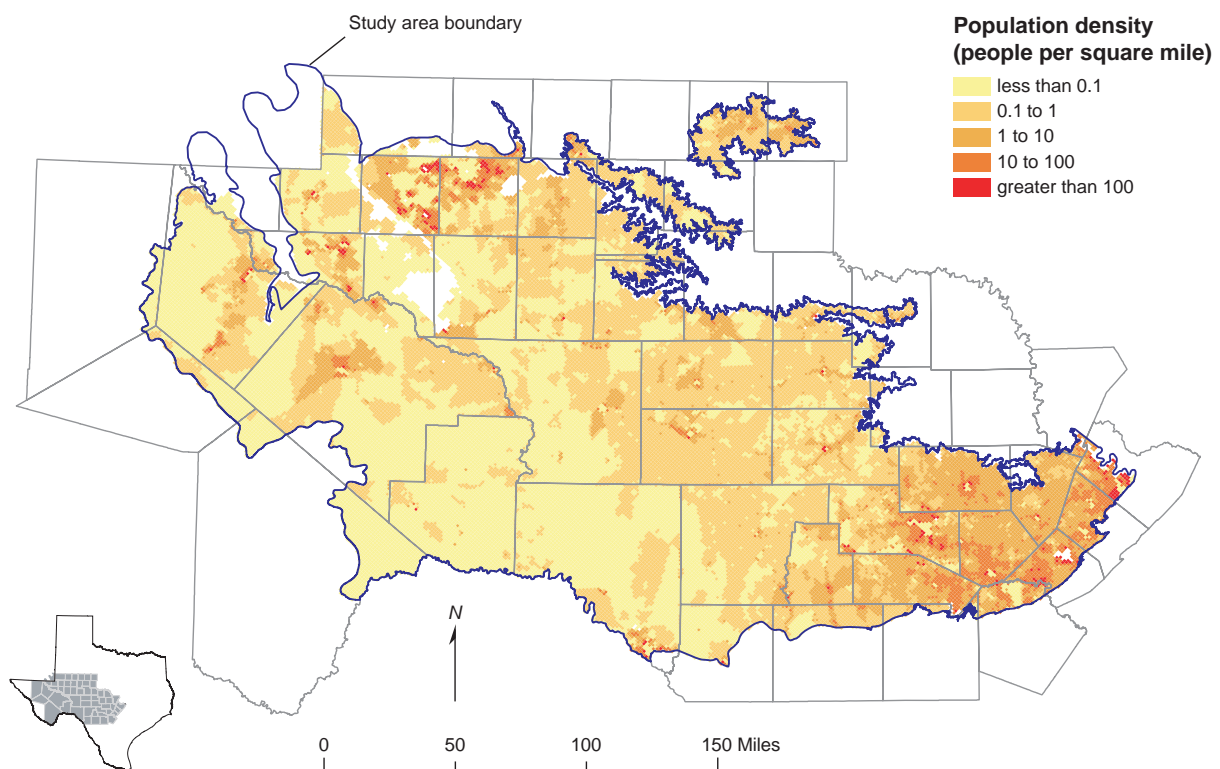 Study area boundary
Population density
(people per square mile)
less than 0.1
0.1 to 1
1 to 10
10 to 100
greater than 100
N
0 50 100 150 Miles